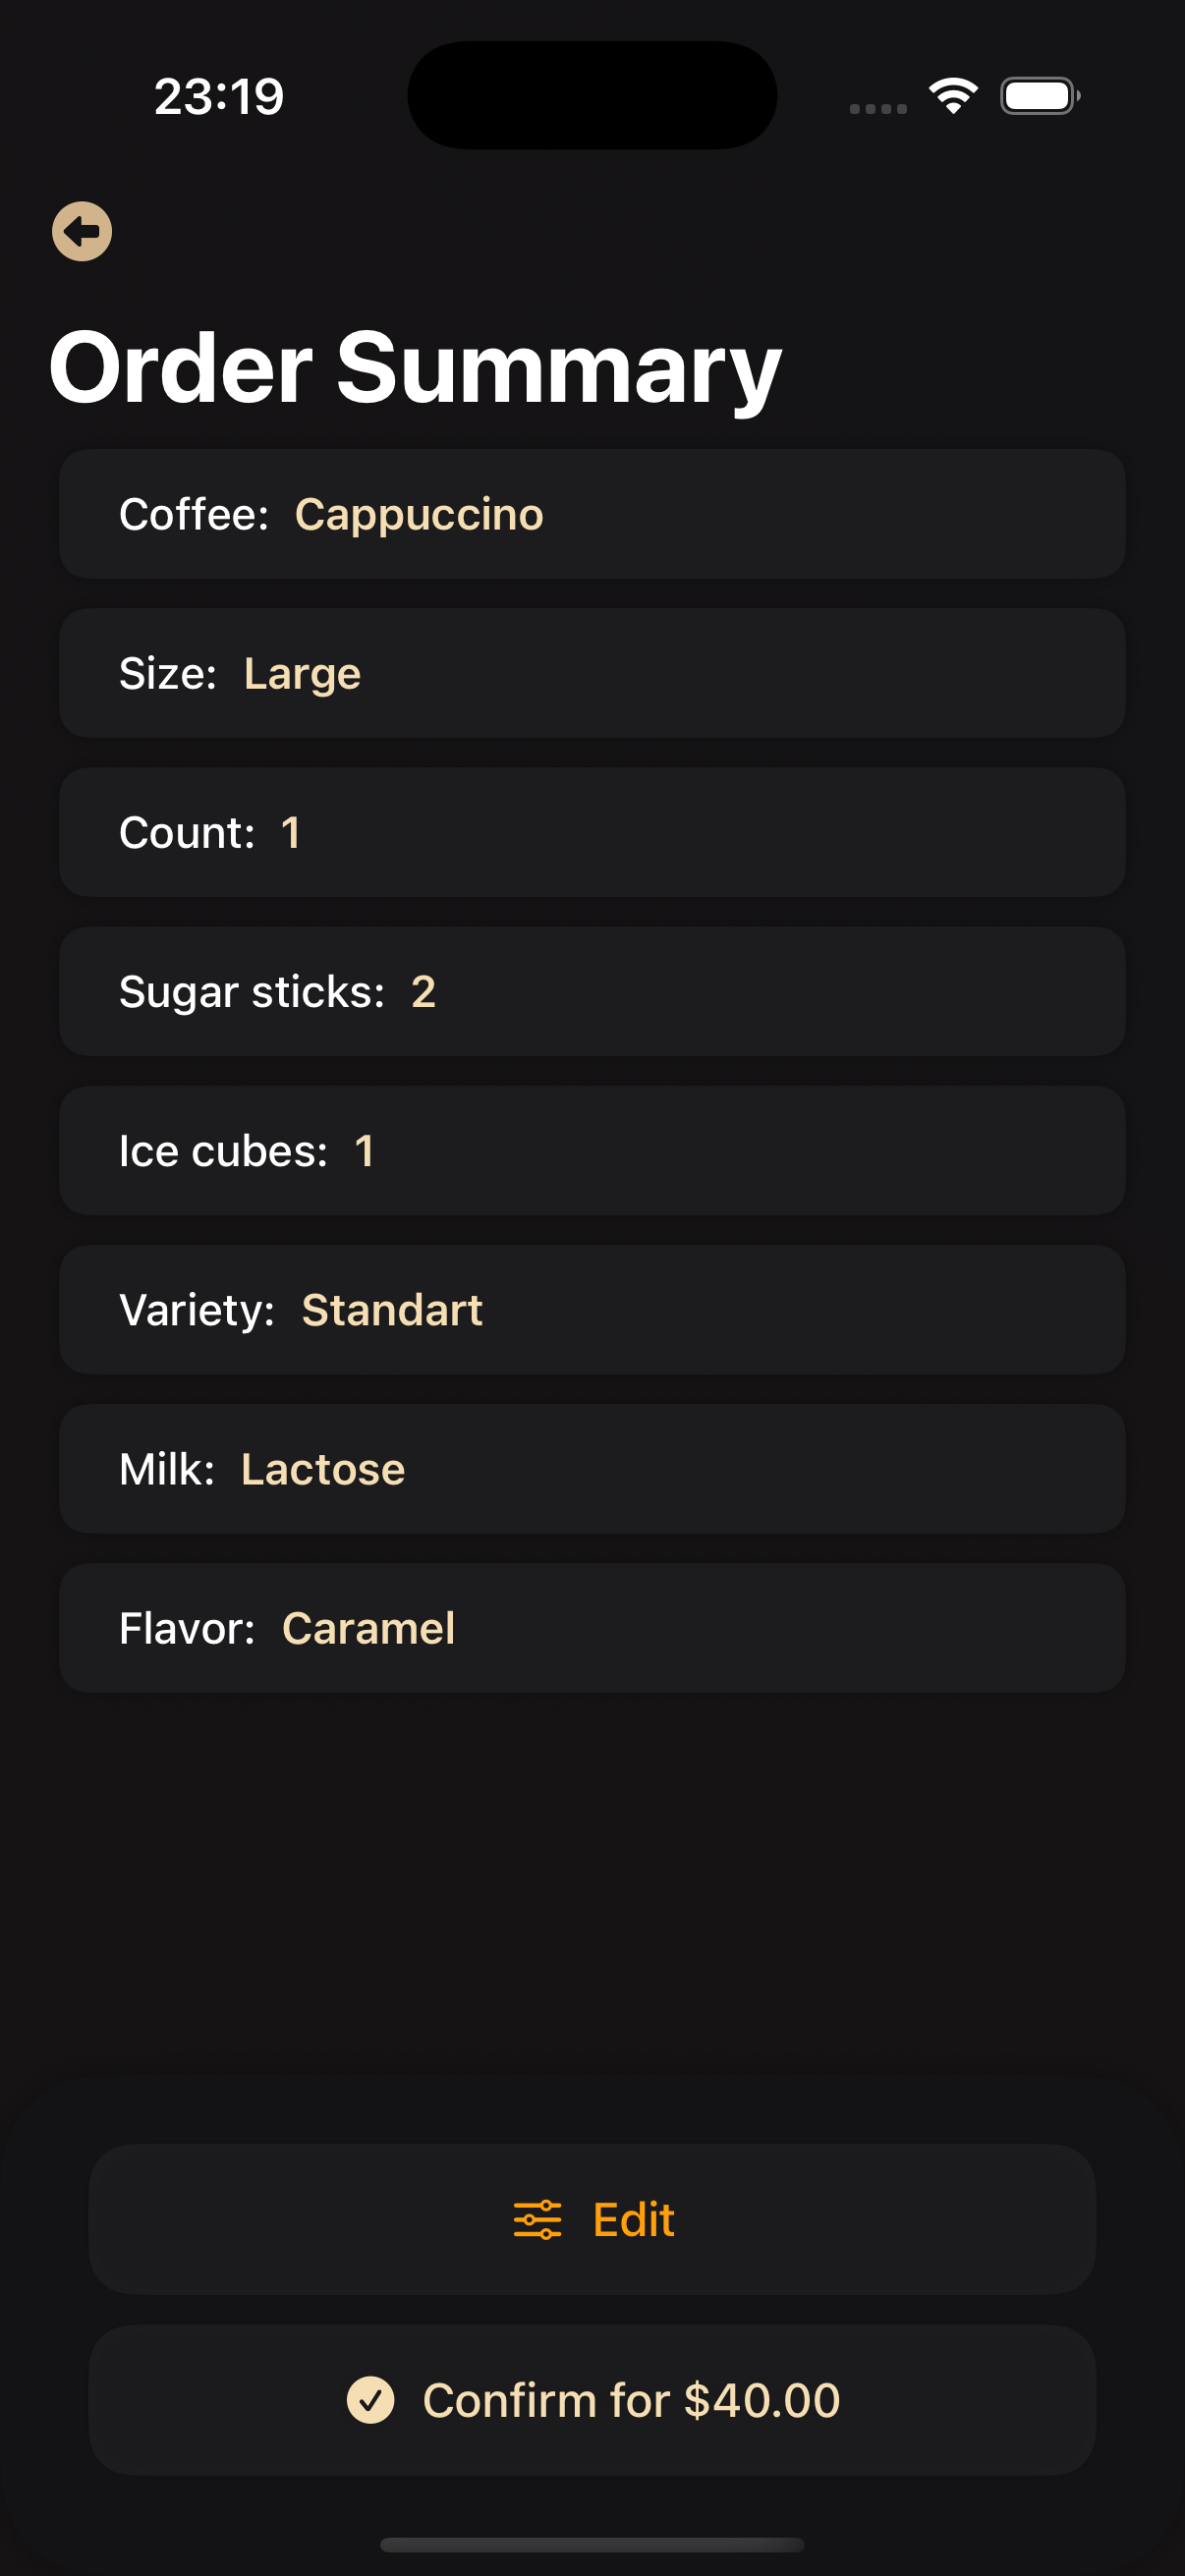 23:19
Order Summary
Coffee: Cappuccino
Size: Large
Count: 1
Sugar sticks: 2
Ice cubes: 1
Variety: Standart
Milk: Lactose
Flavor: Caramel
Edit
Confirm for $40.00